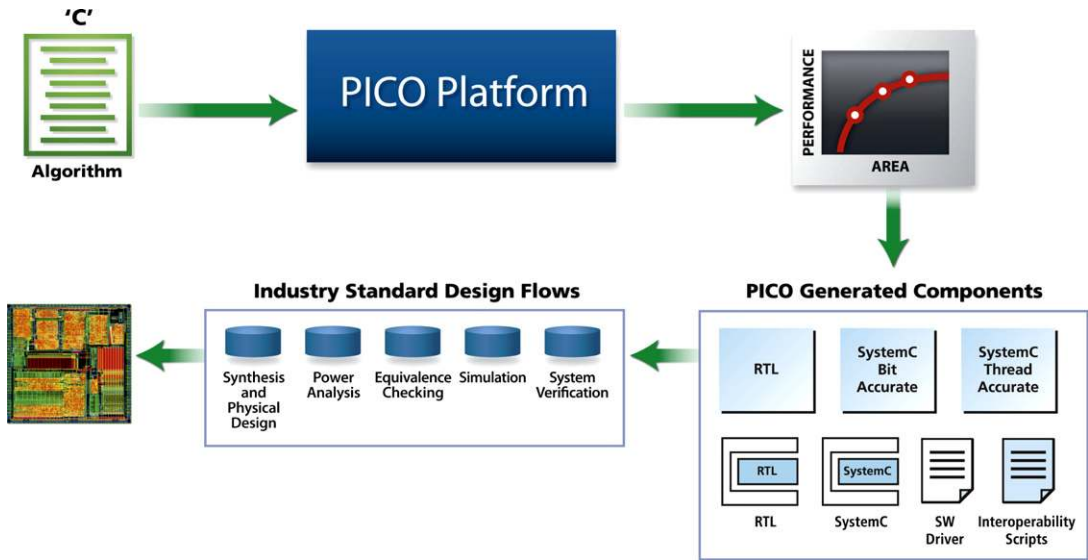 'C'
Algorithm
PICO Platform
PERFORMANCE
AREA
Industry Standard Design Flows
Synthesis
and
Physical
Design
Power
Analysis
Equivalence
Checking
Simulation
System
Verification
PICO Generated Components
RTL
SystemC
Bit
Accurate
SystemC
Thread
Accurate
RTL
RTL
SystemC
SystemC
SW
Driver
Interoperability
Scripts